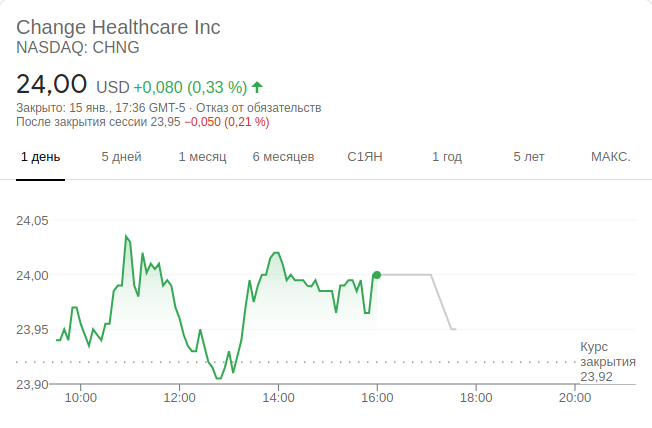 Change Healthcare Inc
NASDAQ: CHNG
24,00 USD +0,080 (0,33 %)
Закрыто: 15 янв., 17:36 GMT-5 · Отказ от обязательств
После закрытия сессии 23,95 −0,050 (0,21 %)
1 день 5 дней 1 месяц 6 месяцев С1ЯН 1 год 5 лет МАКС.
24,05
24,00
23,95
Курс
закрытия
23,92
23,90
10:00 12:00 14:00 16:00 18:00 20:00